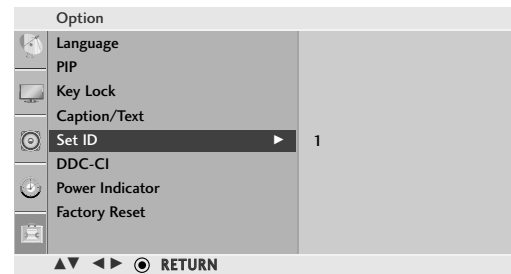 Option
Language
PIP
Key Lock
Caption/Text
Set ID ► 1
DDC-CI
Power Indicator
Factory Reset
▲▼ ◄► RETURN